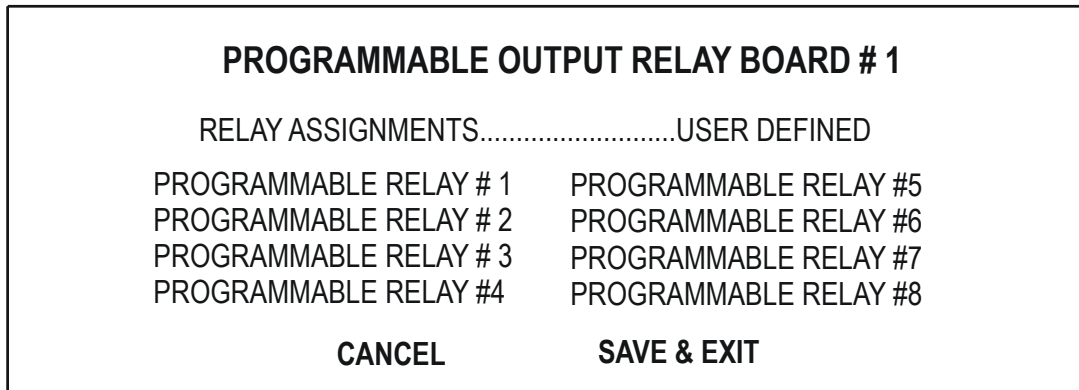 PROGRAMMABLE OUTPUT RELAY BOARD # 1
RELAY ASSIGNMENTS...........................USER DEFINED
PROGRAMMABLE RELAY # 1 PROGRAMMABLE RELAY #5
PROGRAMMABLE RELAY # 2 PROGRAMMABLE RELAY #6
PROGRAMMABLE RELAY # 3 PROGRAMMABLE RELAY #7
PROGRAMMABLE RELAY #4 PROGRAMMABLE RELAY #8
CANCEL SAVE & EXIT